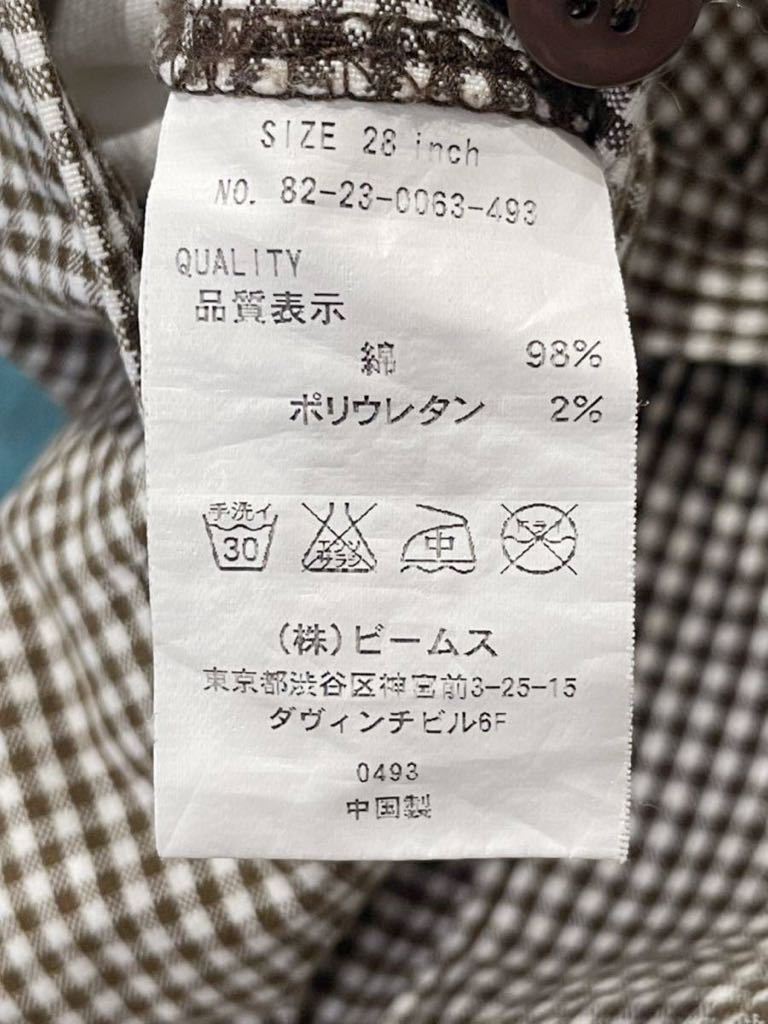 SIZE 28 inch
NO. 82-23-0063-493
QUALITY
品質表示
綿 98%
ポリウレタン 2%
手洗イ 30 エンソサラシ 中 ドライ
(株)ビームス
東京都渋谷区神宮前3-25-15
ダヴィンチビル6F
0493
中国製